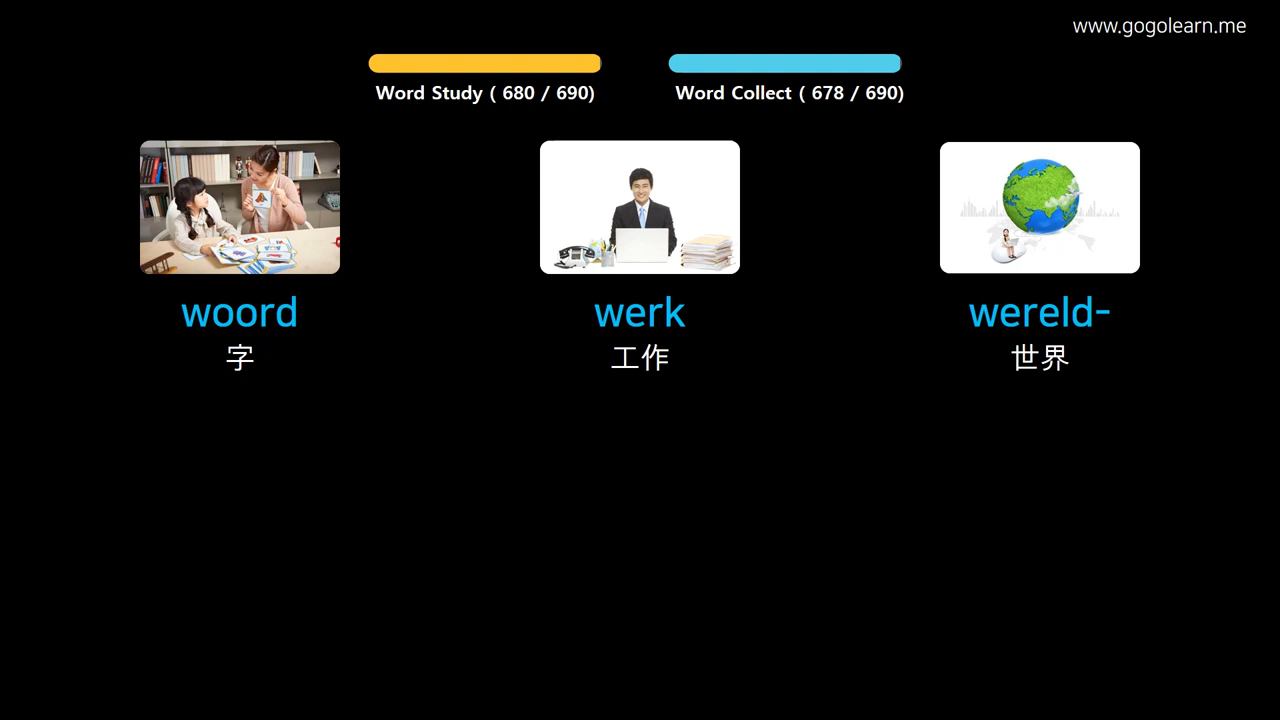 www.gogolearn.me
Word Study ( 680 / 690)
Word Collect ( 678 / 690)
woord
werk
wereld-
字
工作
世界